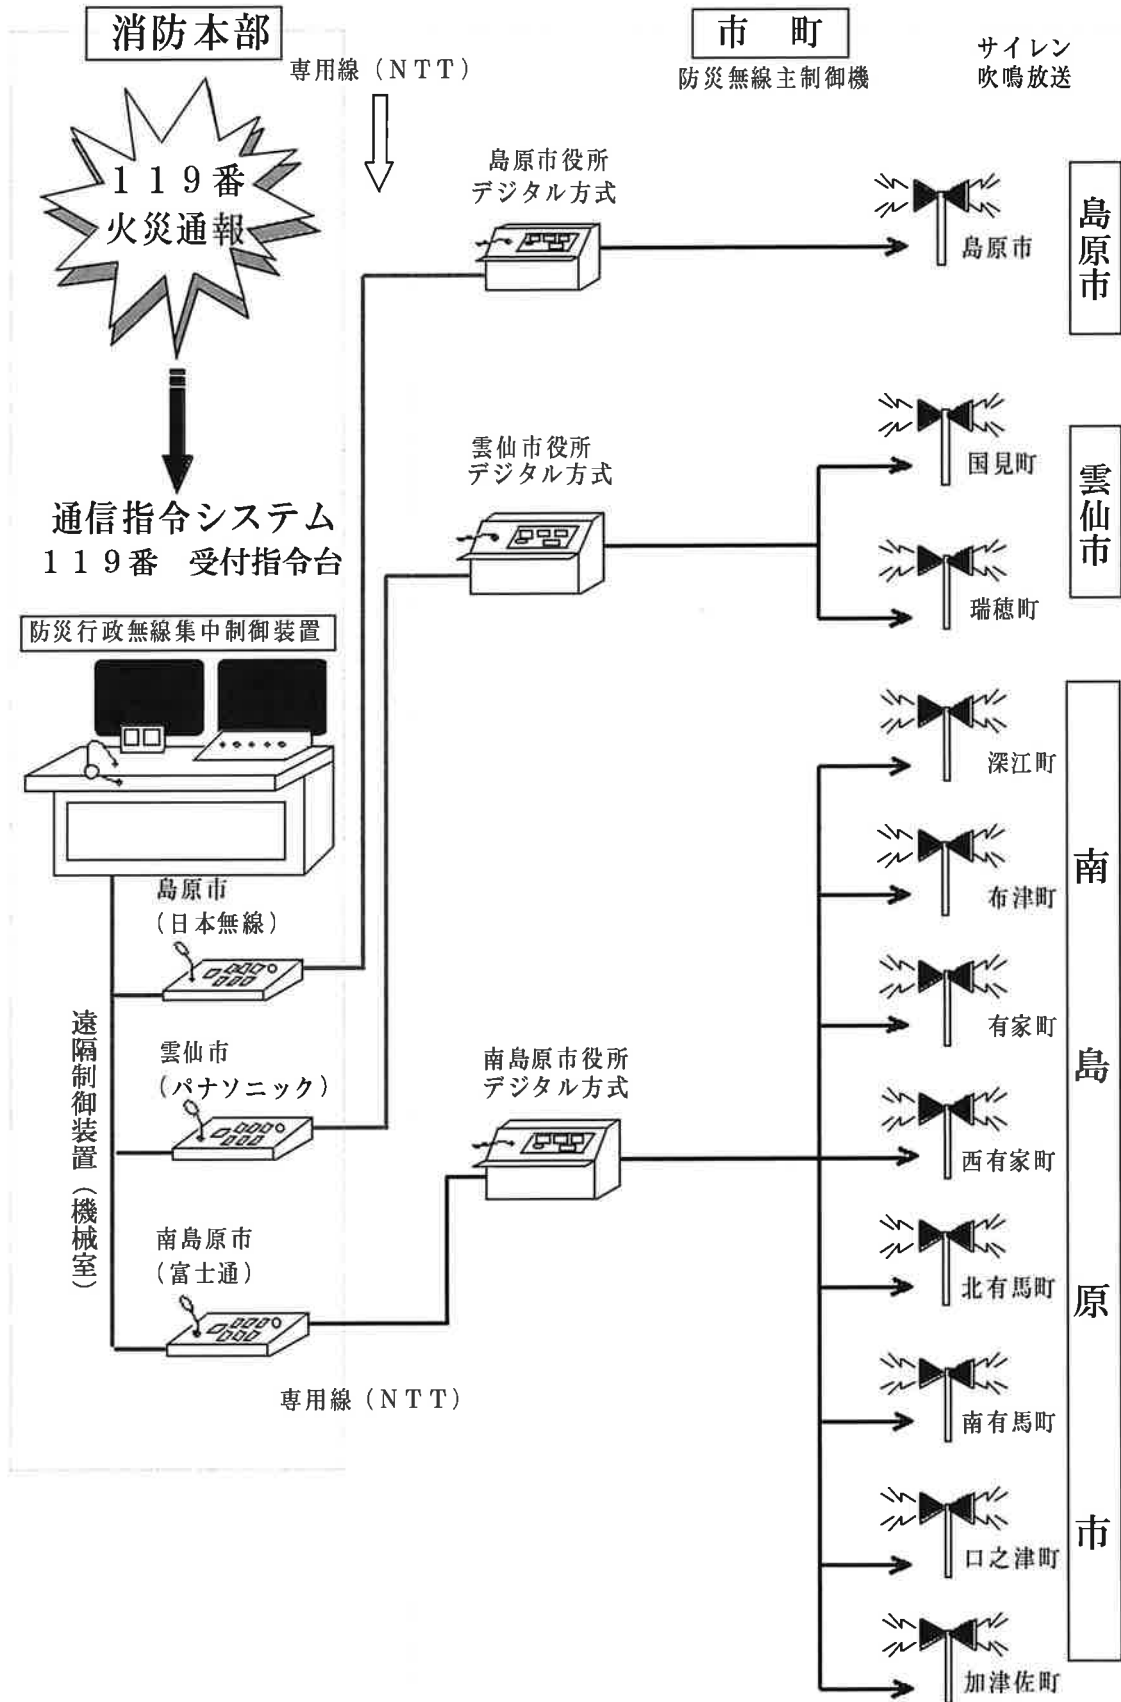 消防本部
専用線（ＮＴＴ）
市　町
防災無線主制御機
サイレン
吹鳴放送
１１９番
火災通報
通信指令システム
１１９番　受付指令台
防災行政無線集中制御装置
島原市
（日本無線）
雲仙市
（パナソニック）
南島原市
（富士通）
遠隔制御装置（機械室）
専用線（ＮＴＴ）
島原市役所
デジタル方式
雲仙市役所
デジタル方式
南島原市役所
デジタル方式
島原市
島原市
国見町
瑞穂町
雲仙市
深江町
布津町
有家町
西有家町
北有馬町
南有馬町
口之津町
加津佐町
南島原市